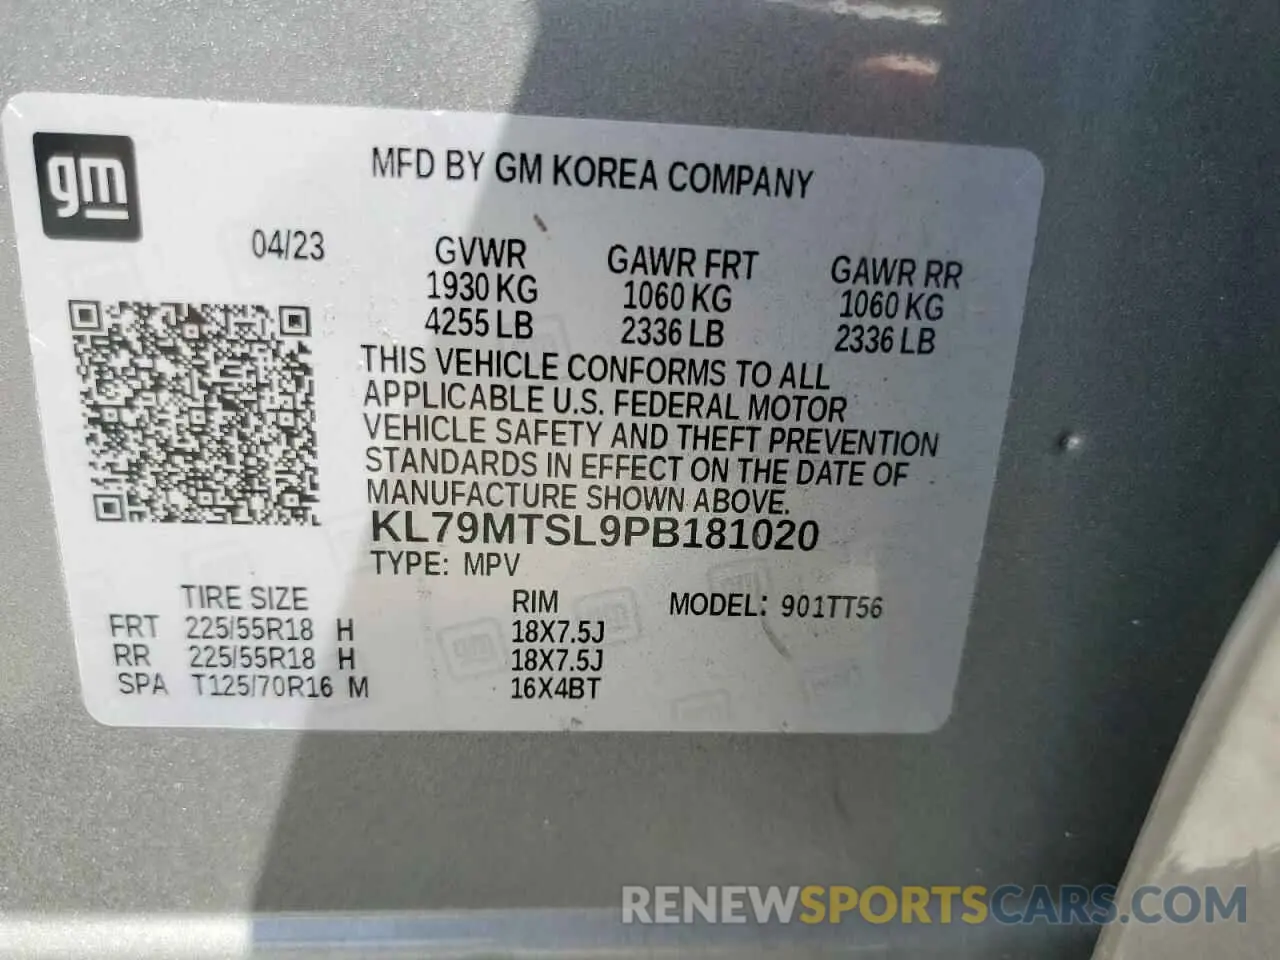 gm
MFD BY GM KOREA COMPANY
04/23
GVWR GAWR FRT GAWR RR
1930 KG 1060 KG 1060 KG
4255 LB 2336 LB 2336 LB
THIS VEHICLE CONFORMS TO ALL
APPLICABLE U.S. FEDERAL MOTOR
VEHICLE SAFETY AND THEFT PREVENTION
STANDARDS IN EFFECT ON THE DATE OF
MANUFACTURE SHOWN ABOVE.
KL79MTSL9PB181020
TYPE: MPV
TIRE SIZE RIM MODEL: 901TT56
FRT 225/55R18 H 18X7.5J
RR 225/55R18 H 18X7.5J
SPA T125/70R16 M 16X4BT
RENEWSPORTSCARS.COM